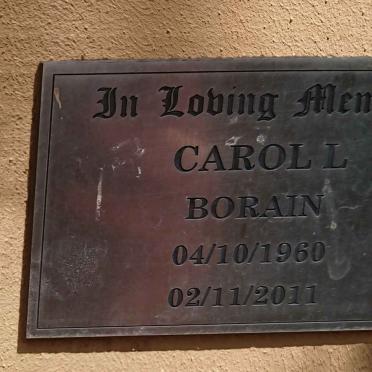 In Loving Mem
CAROL L
BORAIN
04/10/1960
02/11/2011